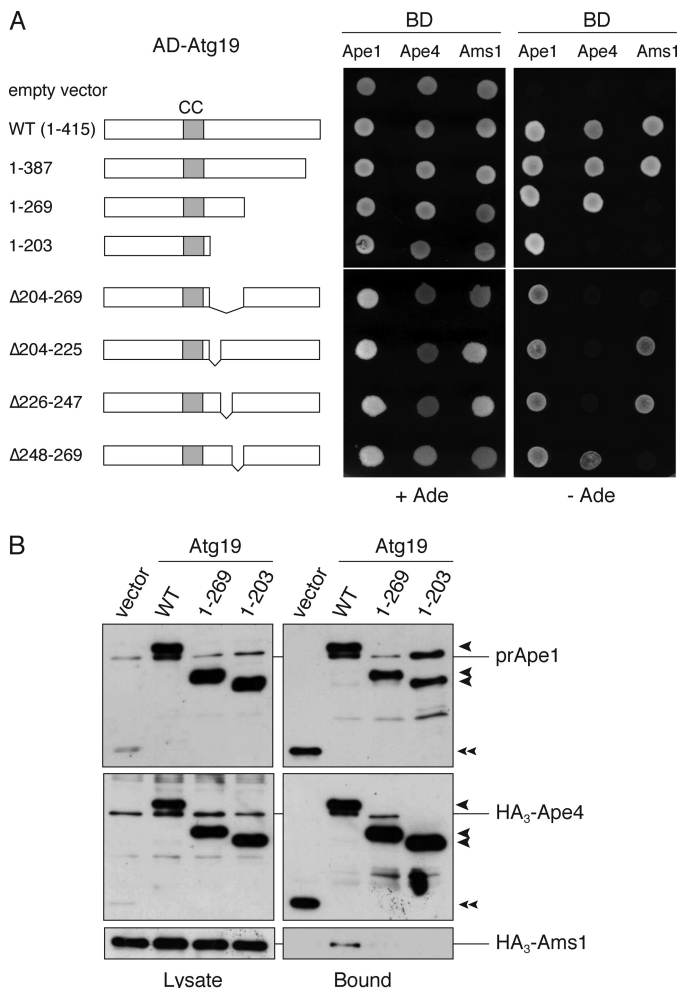 A
AD-Atg19
BD
BD
Ape1 Ape4 Ams1
Ape1 Ape4 Ams1
empty vector
CC
WT (1-415)
1-387
1-269
1-203
Δ204-269
Δ204-225
Δ226-247
Δ248-269
+ Ade
- Ade
B
Atg19
Atg19
vector WT 1-269 1-203
vector WT 1-269 1-203
prApe1
HA3-Ape4
HA3-Ams1
Lysate
Bound